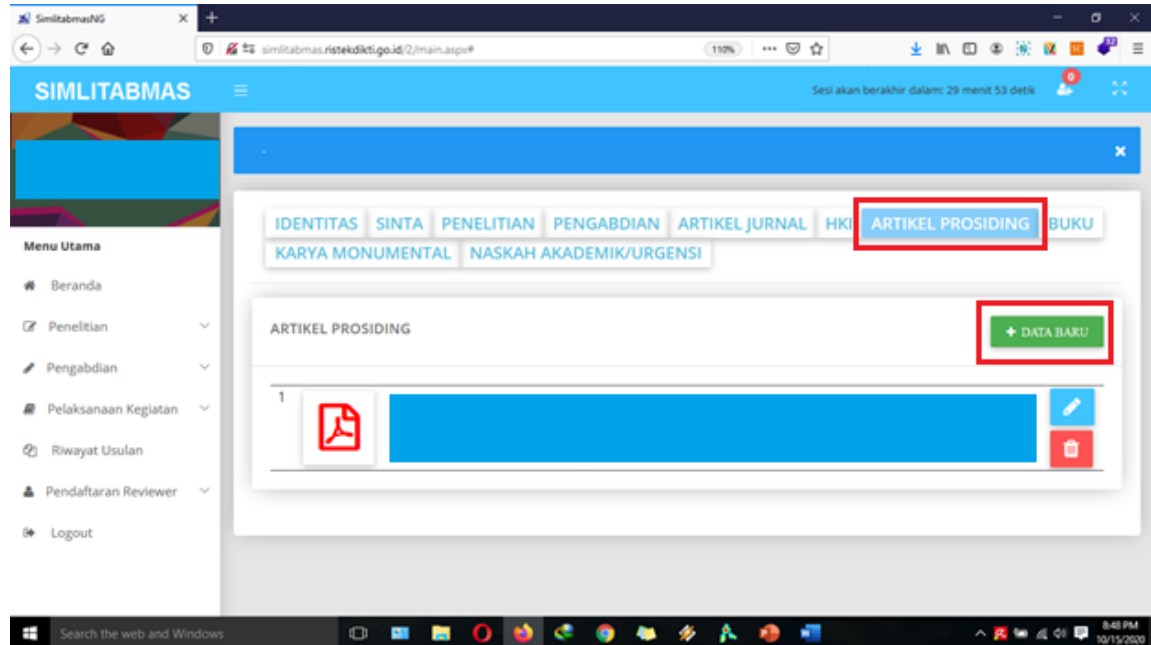 SimlitabmasNG
simlitabmas.ristekdikti.go.id/2/main.aspx#
110%
SIMLITABMAS
Sesi akan berakhir dalam: 29 menit 53 detik
0
IDENTITAS SINTA PENELITIAN PENGABDIAN ARTIKEL JURNAL HKI ARTIKEL PROSIDING BUKU
KARYA MONUMENTAL NASKAH AKADEMIK/URGENSI
Menu Utama
Beranda
Penelitian
Pengabdian
Pelaksanaan Kegiatan
Riwayat Usulan
Pendaftaran Reviewer
Logout
ARTIKEL PROSIDING
+ DATA BARU
1
Search the web and Windows
8:48 PM
10/15/2020